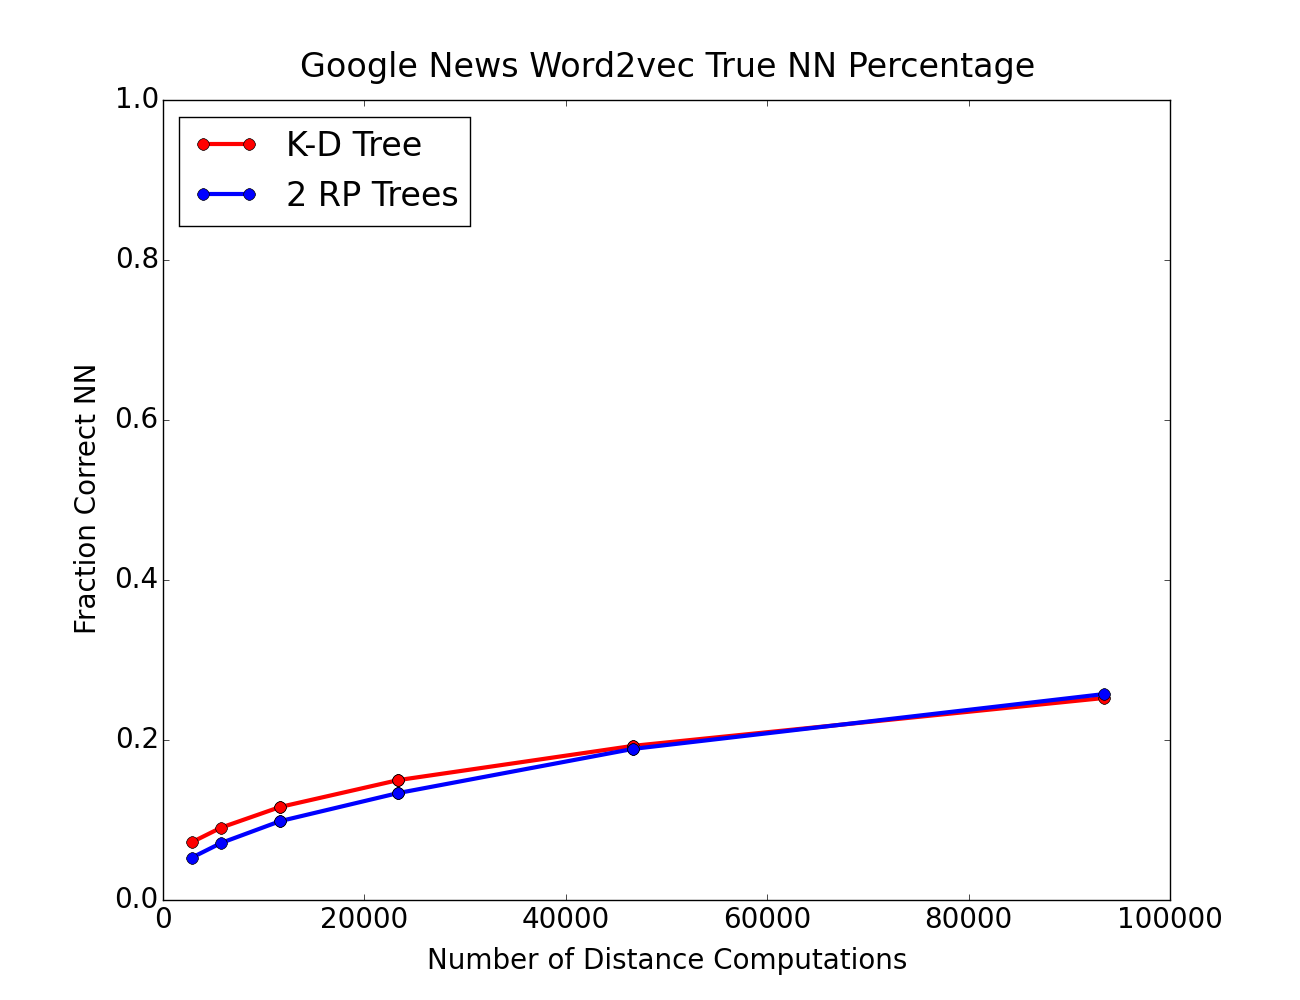 Google News Word2vec True NN Percentage
1.0
K-D Tree
2 RP Trees
0.8
0.6
Fraction Correct NN
0.4
0.2
0.0
0 20000 40000 60000 80000 100000
Number of Distance Computations